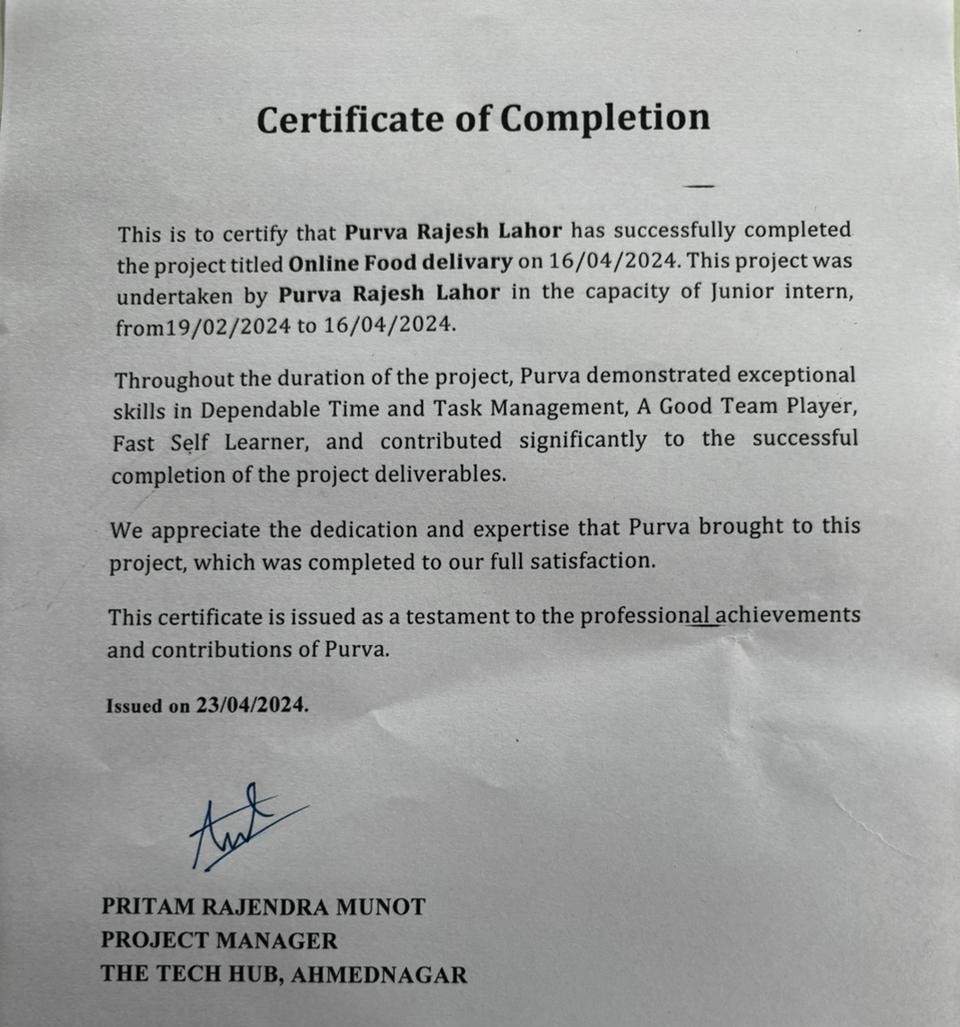 Certificate of Completion
This is to certify that Purva Rajesh Lahor has successfully completed
the project titled Online Food delivary on 16/04/2024. This project was
undertaken by Purva Rajesh Lahor in the capacity of Junior intern,
from19/02/2024 to 16/04/2024.
Throughout the duration of the project, Purva demonstrated exceptional
skills in Dependable Time and Task Management, A Good Team Player,
Fast Self Learner, and contributed significantly to the successful
completion of the project deliverables.
We appreciate the dedication and expertise that Purva brought to this
project, which was completed to our full satisfaction.
This certificate is issued as a testament to the professional achievements
and contributions of Purva.
Issued on 23/04/2024.
PRITAM RAJENDRA MUNOT
PROJECT MANAGER
THE TECH HUB, AHMEDNAGAR